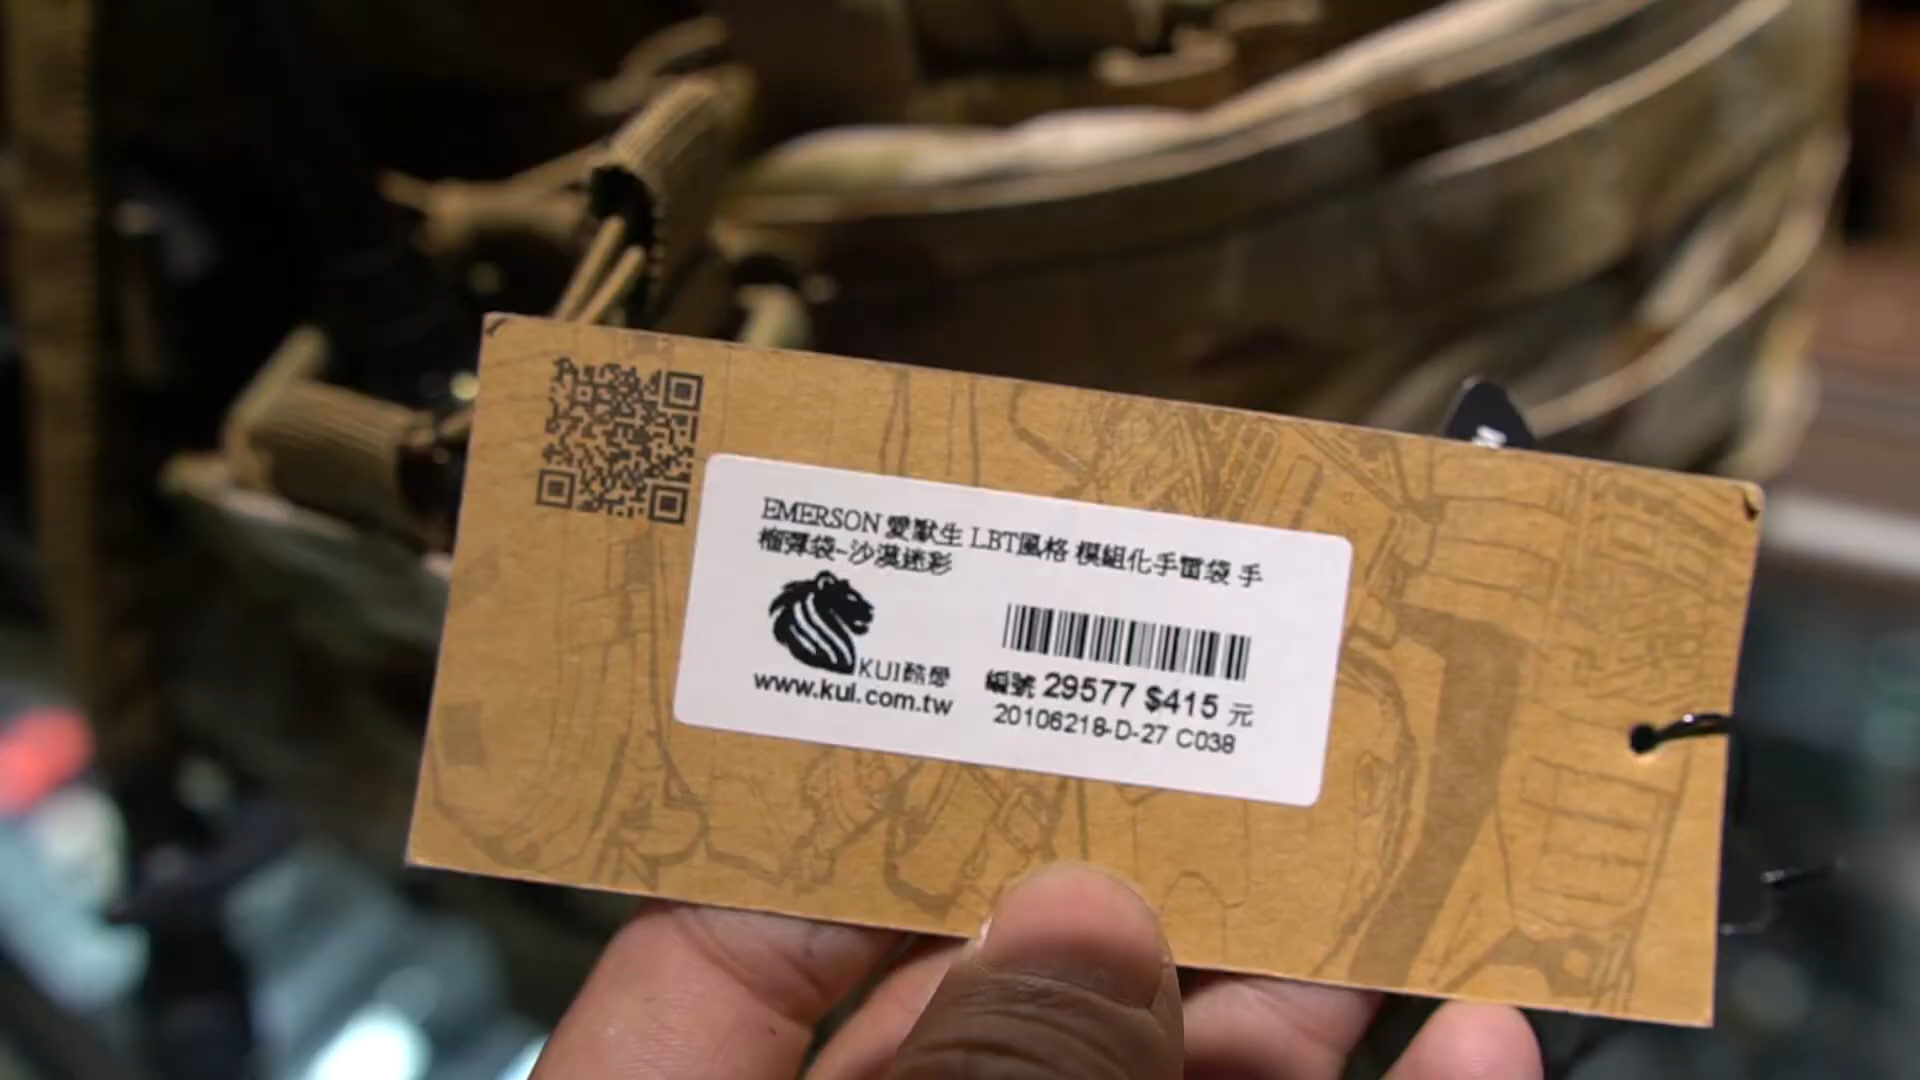 EMERSON 愛默生 LBT風格 模組化手雷袋 手
榴彈袋-沙漠迷彩
KUI酷愛
www.kui.com.tw
編號 29577 $415 元
20106218-D-27 C038